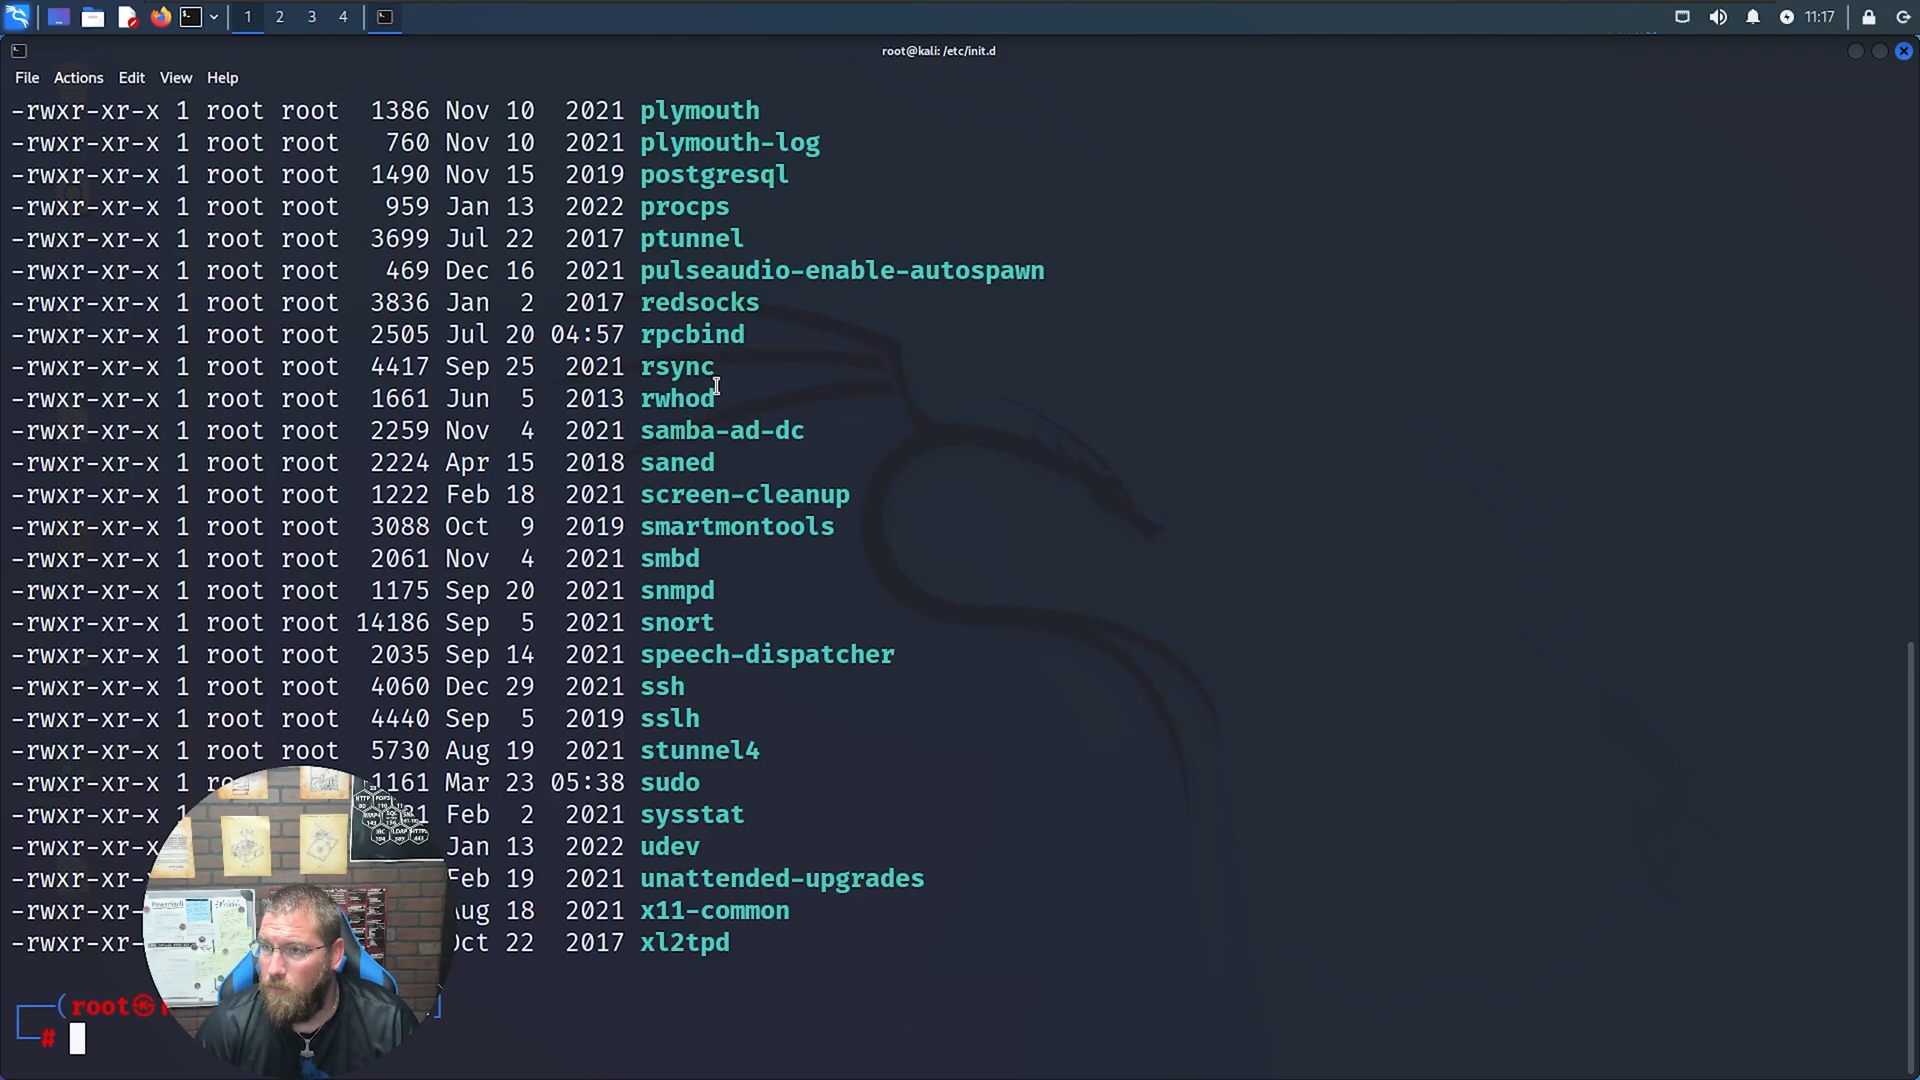 1 2 3 4 11:17
root@kali: /etc/init.d
File Actions Edit View Help
-rwxr-xr-x 1 root root 1386 Nov 10 2021 plymouth
-rwxr-xr-x 1 root root 760 Nov 10 2021 plymouth-log
-rwxr-xr-x 1 root root 1490 Nov 15 2019 postgresql
-rwxr-xr-x 1 root root 959 Jan 13 2022 procps
-rwxr-xr-x 1 root root 3699 Jul 22 2017 ptunnel
-rwxr-xr-x 1 root root 469 Dec 16 2021 pulseaudio-enable-autospawn
-rwxr-xr-x 1 root root 3836 Jan 2 2017 redsocks
-rwxr-xr-x 1 root root 2505 Jul 20 04:57 rpcbind
-rwxr-xr-x 1 root root 4417 Sep 25 2021 rsync
-rwxr-xr-x 1 root root 1661 Jun 5 2013 rwhod
-rwxr-xr-x 1 root root 2259 Nov 4 2021 samba-ad-dc
-rwxr-xr-x 1 root root 2224 Apr 15 2018 saned
-rwxr-xr-x 1 root root 1222 Feb 18 2021 screen-cleanup
-rwxr-xr-x 1 root root 3088 Oct 9 2019 smartmontools
-rwxr-xr-x 1 root root 2061 Nov 4 2021 smbd
-rwxr-xr-x 1 root root 1175 Sep 20 2021 snmpd
-rwxr-xr-x 1 root root 14186 Sep 5 2021 snort
-rwxr-xr-x 1 root root 2035 Sep 14 2021 speech-dispatcher
-rwxr-xr-x 1 root root 4060 Dec 29 2021 ssh
-rwxr-xr-x 1 root root 4440 Sep 5 2019 sslh
-rwxr-xr-x 1 root root 5730 Aug 19 2021 stunnel4
-rwxr-xr-x 1 1161 Mar 23 05:38 sudo
-rwxr-xr-x Feb 2 2021 sysstat
-rwxr-xr- Jan 13 2022 udev
-rwxr-xr- Feb 19 2021 unattended-upgrades
-rwxr-xr- Aug 18 2021 x11-common
-rwxr-xr- Oct 22 2017 xl2tpd
(root㉿
#